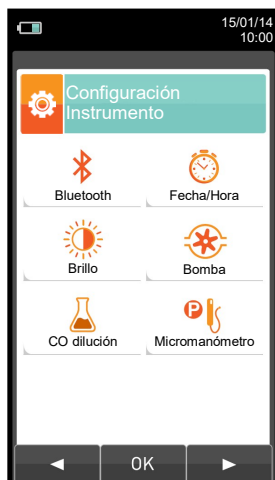 15/01/14
10:00
Configuración
Instrumento
Bluetooth
Fecha/Hora
Brillo
Bomba
P
CO dilución
Micromanómetro
◄ OK ►